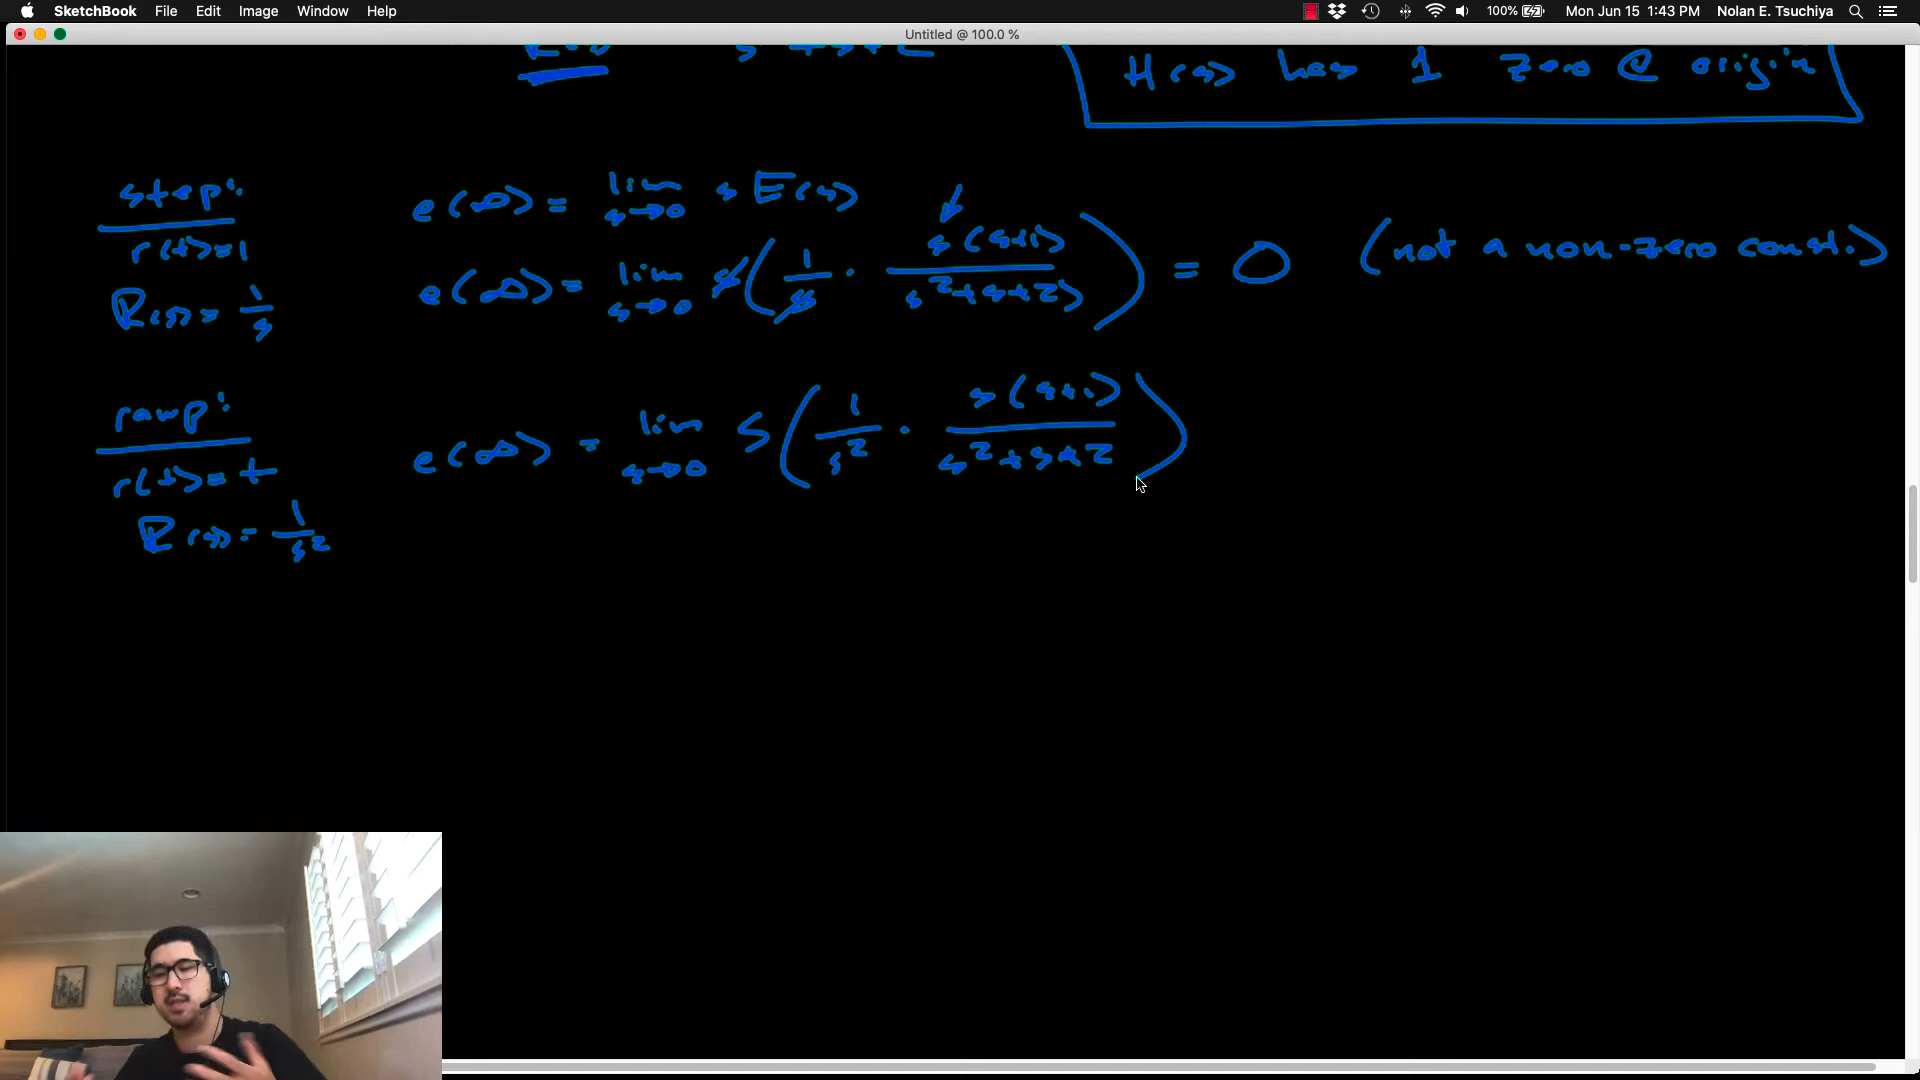 SketchBook File Edit Image Window Help 100% Mon Jun 15 1:43 PM Nolan E. Tsuchiya
Untitled @ 100.0 %
H(s) has 1 zero @ origin
step:
r(t)=1
R(s)= 1/s
e(∞) = lim s→0 s E(s)
e(∞) = lim s→0 s(1/s · s(s+1)/(s²+s+2)) = 0 (not a non-zero const.)
ramp:
r(t)=t
R(s)= 1/s²
e(∞) = lim s→0 s(1/s² · s(s+1)/(s²+s+2))